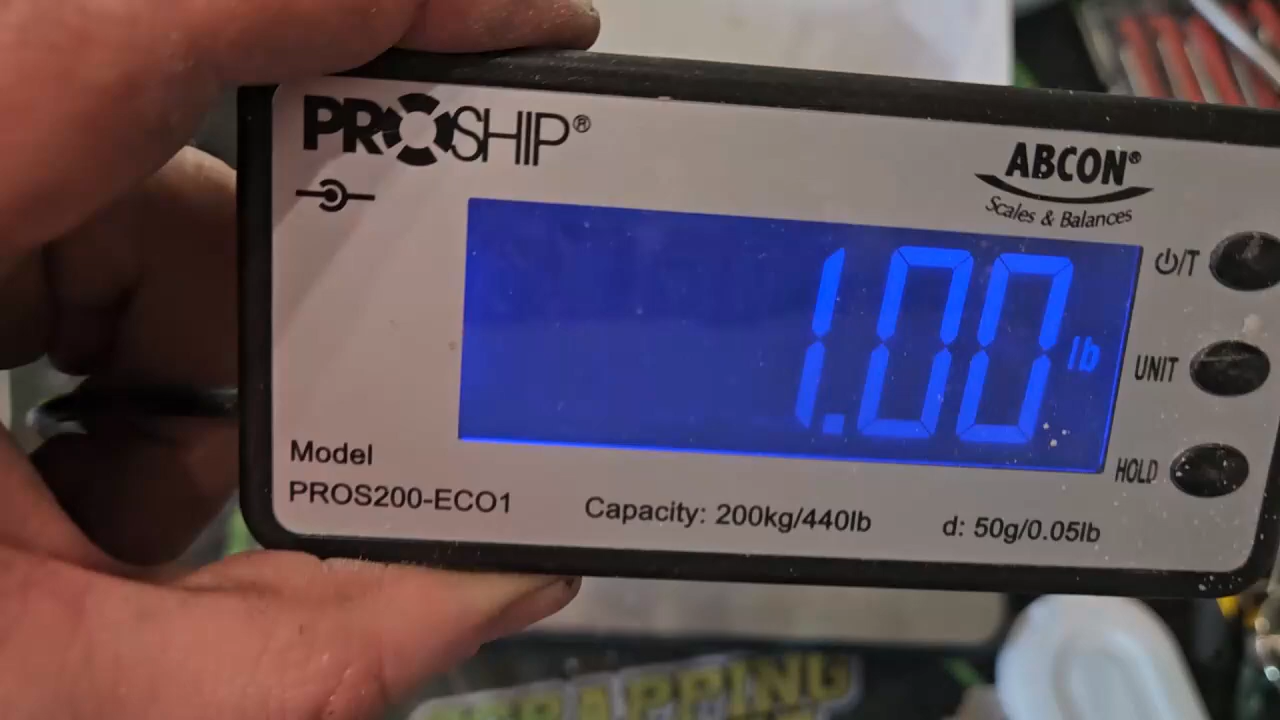 PROSHIP®
ABCON®
Scales & Balances
⏻/T
1.00 lb
UNIT
HOLD
Model
PROS200-ECO1
Capacity: 200kg/440lb
d: 50g/0.05lb